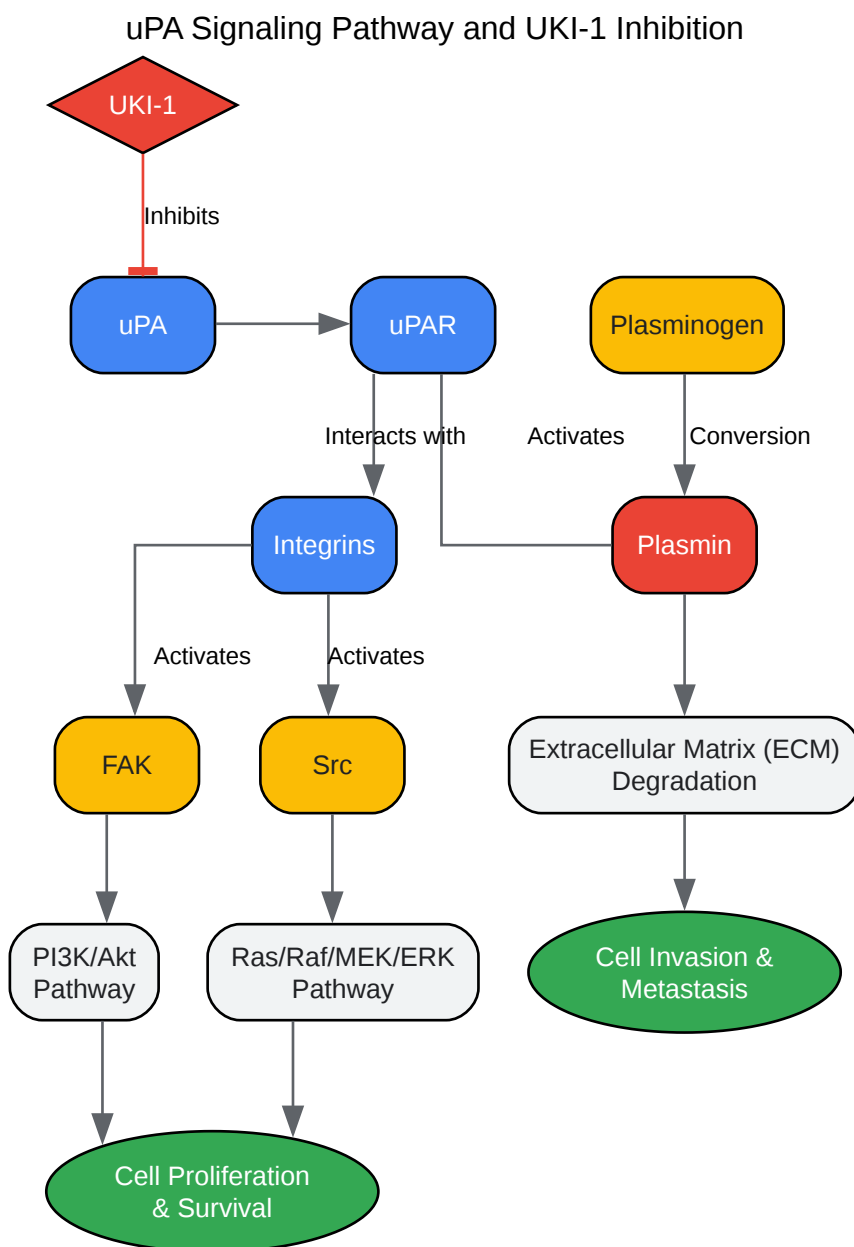 uPA Signaling Pathway and UKI-1 Inhibition
UKI-1
Inhibits
uPA
uPAR
Plasminogen
Interacts with
Activates
Conversion
Integrins
Plasmin
Activates
Activates
FAK
Src
Extracellular Matrix (ECM)
Degradation
PI3K/Akt
Pathway
Ras/Raf/MEK/ERK
Pathway
Cell Invasion &
Metastasis
Cell Proliferation
& Survival